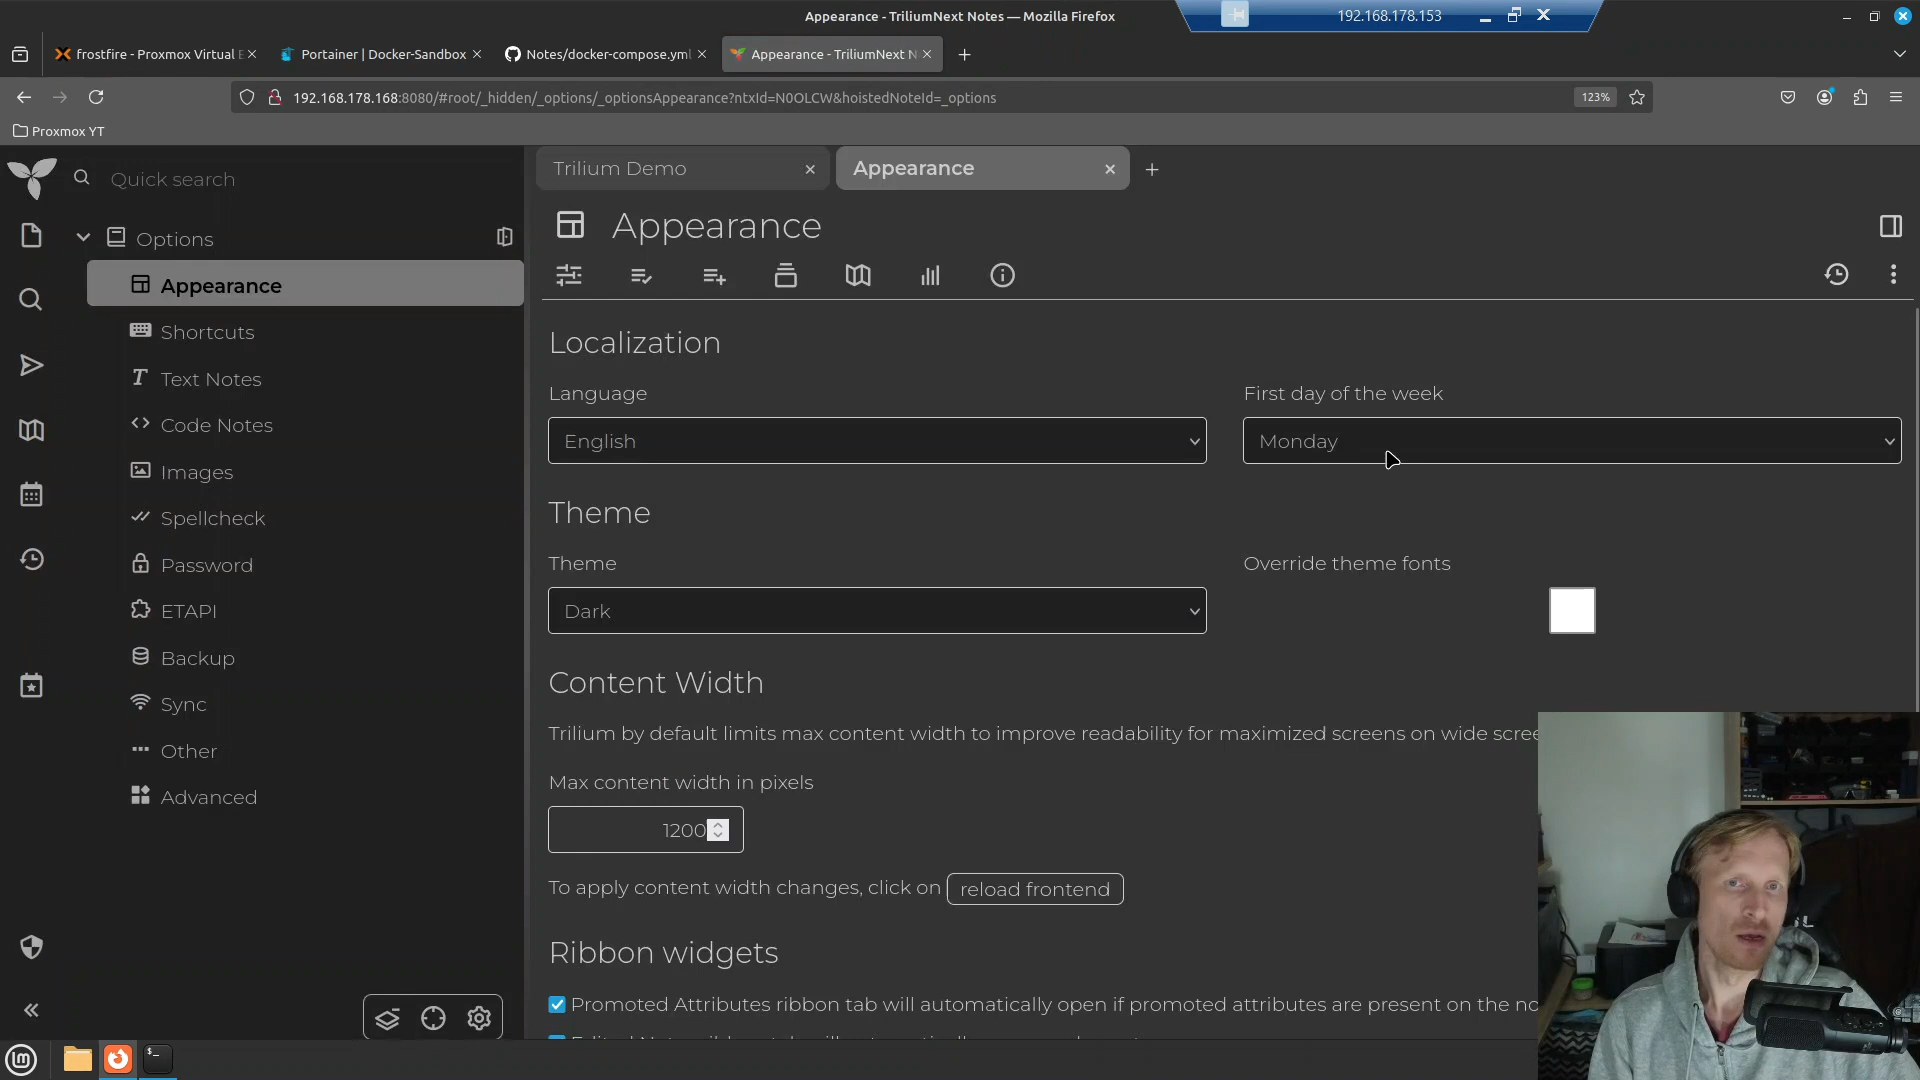 Appearance - TriliumNext Notes — Mozilla Firefox
192.168.178.153
frostfire - Proxmox Virtual E
Portainer | Docker-Sandbox
Notes/docker-compose.yml
Appearance - TriliumNext N
192.168.178.168:8080/#root/_hidden/_options/_optionsAppearance?ntxId=N0OLCW&hoistedNoteId=_options
123%
Proxmox YT
Quick search
Trilium Demo
Appearance
Options
Appearance
Shortcuts
Text Notes
Code Notes
Images
Spellcheck
Password
ETAPI
Backup
Sync
Other
Advanced
Appearance
Localization
Language
First day of the week
English
Monday
Theme
Theme
Override theme fonts
Dark
Content Width
Trilium by default limits max content width to improve readability for maximized screens on wide scree
Max content width in pixels
1200
To apply content width changes, click on reload frontend
Ribbon widgets
Promoted Attributes ribbon tab will automatically open if promoted attributes are present on the no